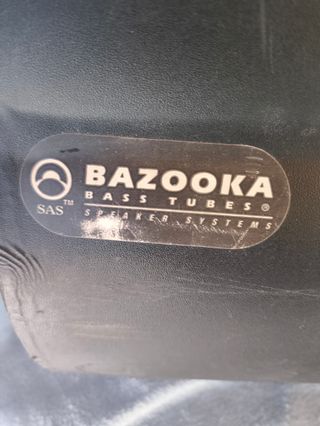 BAZOOKA
BASS TUBES®
SPEAKER SYSTEMS
SAS™